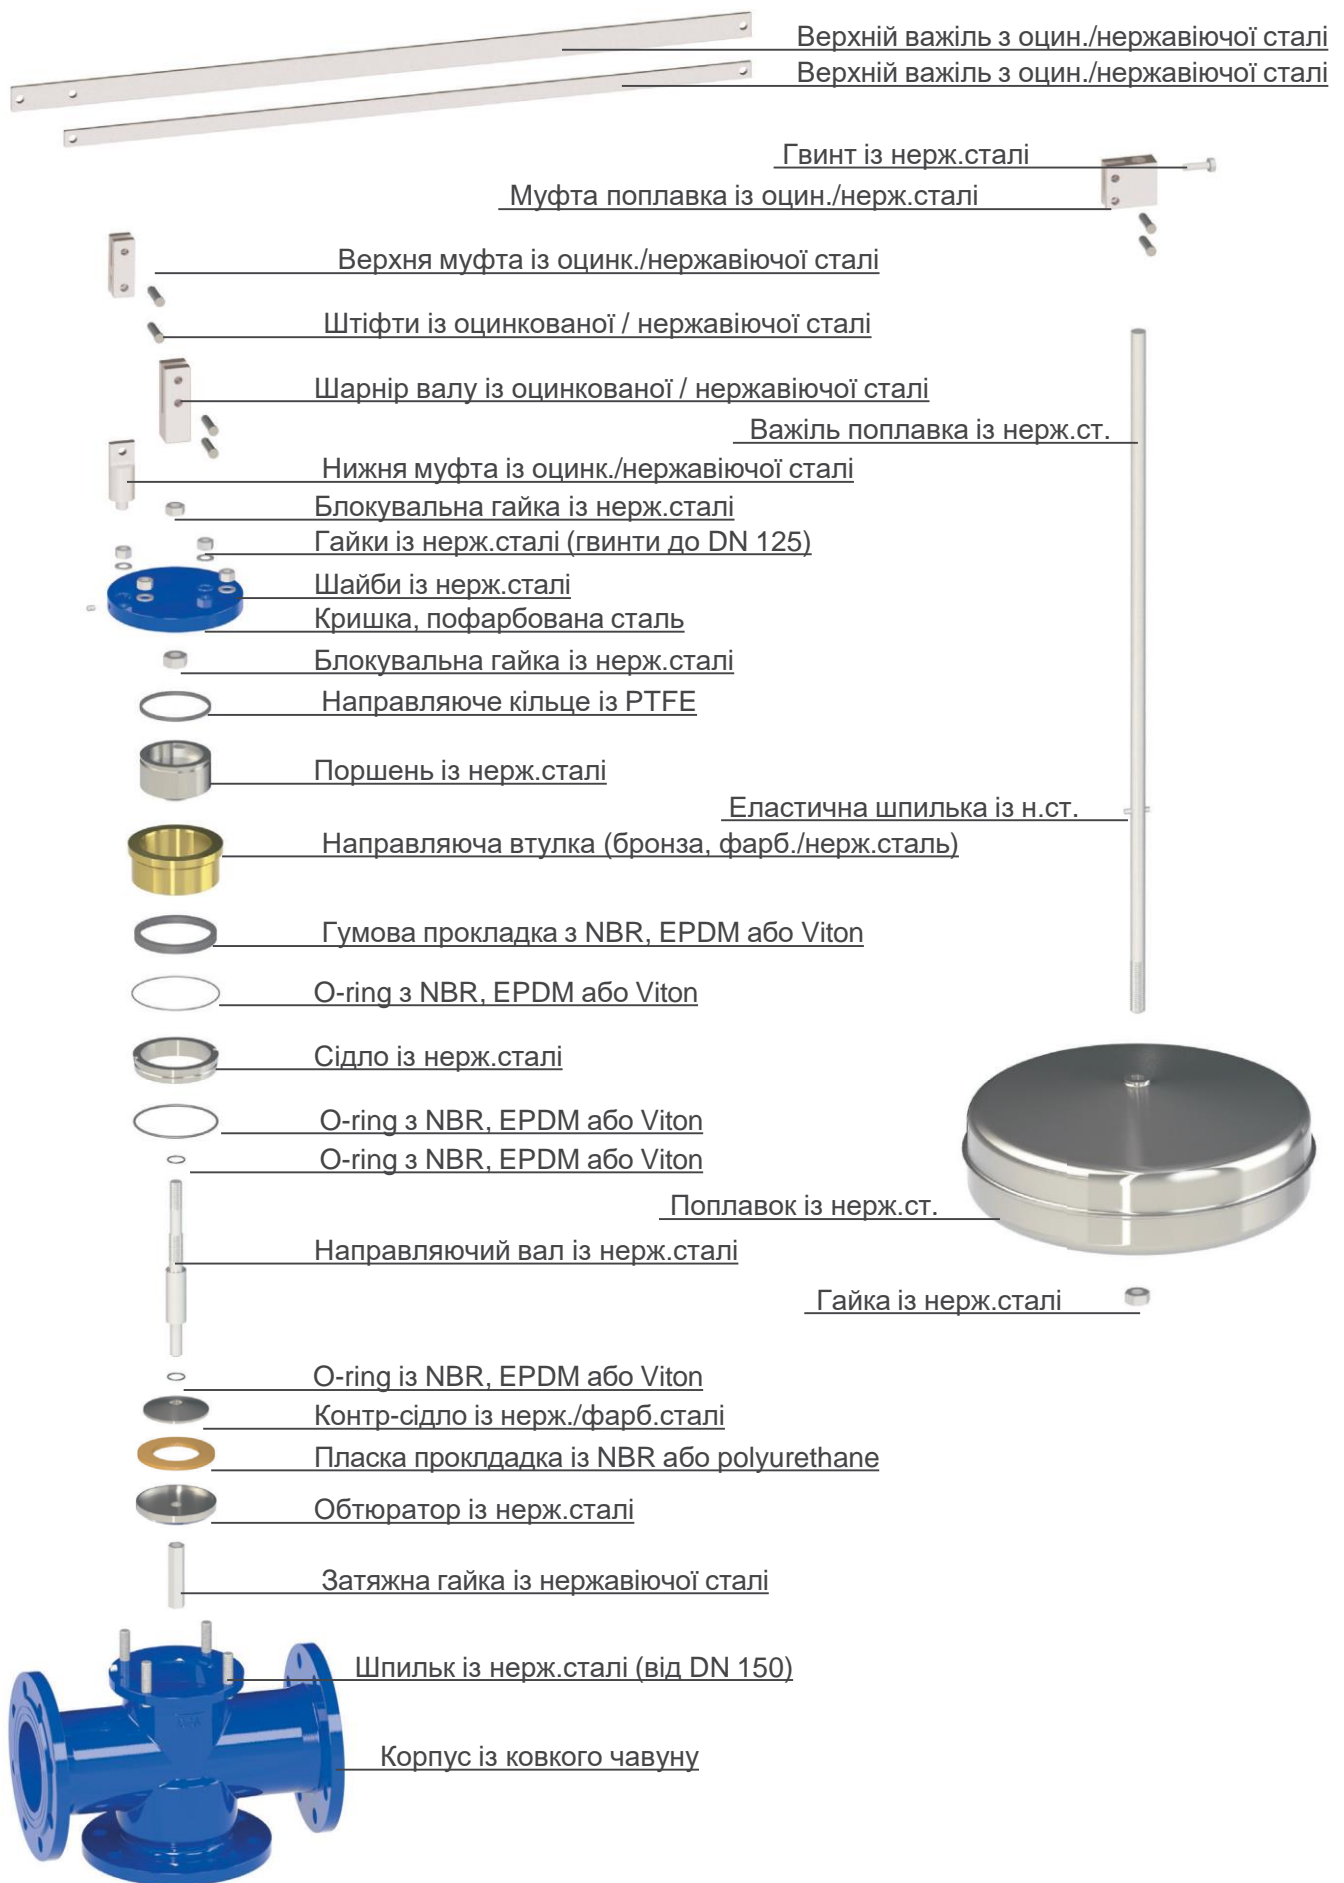 Верхній важіль з оцин./нержавіючої сталі
Верхній важіль з оцин./нержавіючої сталі
Гвинт із нерж.сталі
Муфта поплавка із оцин./нерж.сталі
Верхня муфта із оцинк./нержавіючої сталі
Штіфти із оцинкованої / нержавіючої сталі
Шарнір валу із оцинкованої / нержавіючої сталі
Важіль поплавка із нерж.ст.
Нижня муфта із оцинк./нержавіючої сталі
Блокувальна гайка із нерж.сталі
Гайки із нерж.сталі (гвинти до DN 125)
Шайби із нерж.сталі
Кришка, пофарбована сталь
Блокувальна гайка із нерж.сталі
Направляюче кільце із PTFE
Поршень із нерж.сталі
Еластична шпилька із н.ст.
Направляюча втулка (бронза, фарб./нерж.сталь)
Гумова прокладка з NBR, EPDM або Viton
O-ring з NBR, EPDM або Viton
Сідло із нерж.сталі
O-ring з NBR, EPDM або Viton
O-ring з NBR, EPDM або Viton
Поплавок із нерж.ст.
Направляючий вал із нерж.сталі
Гайка із нерж.сталі
O-ring із NBR, EPDM або Viton
Контр-сідло із нерж./фарб.сталі
Пласка проклдадка із NBR або polyurethane
Обтюратор із нерж.сталі
Затяжна гайка із нержавіючої сталі
Шпильк із нерж.сталі (від DN 150)
Корпус із ковкого чавуну